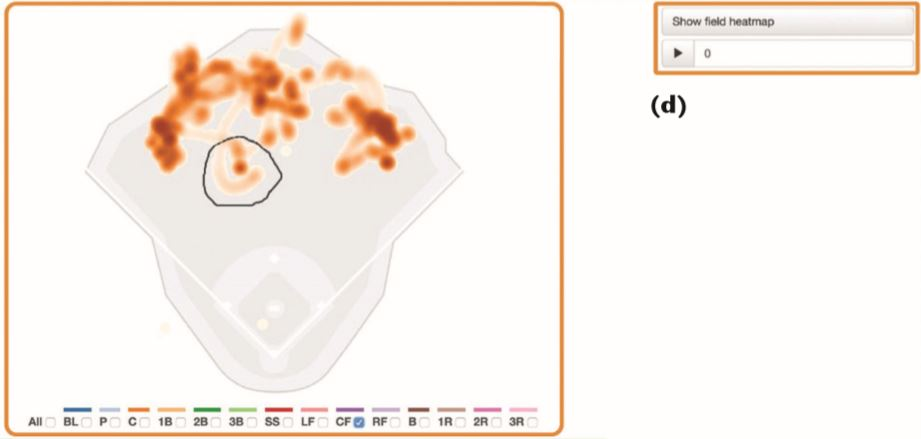 Show field heatmap
0
(d)
All BL P C 1B 2B 3B SS LF CF RF B 1R 2R 3R